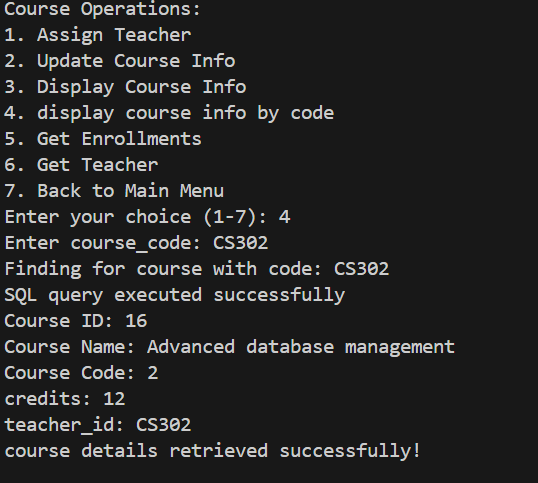 Course Operations:
1. Assign Teacher
2. Update Course Info
3. Display Course Info
4. display course info by code
5. Get Enrollments
6. Get Teacher
7. Back to Main Menu
Enter your choice (1-7): 4
Enter course_code: CS302
Finding for course with code: CS302
SQL query executed successfully
Course ID: 16
Course Name: Advanced database management
Course Code: 2
credits: 12
teacher_id: CS302
course details retrieved successfully!